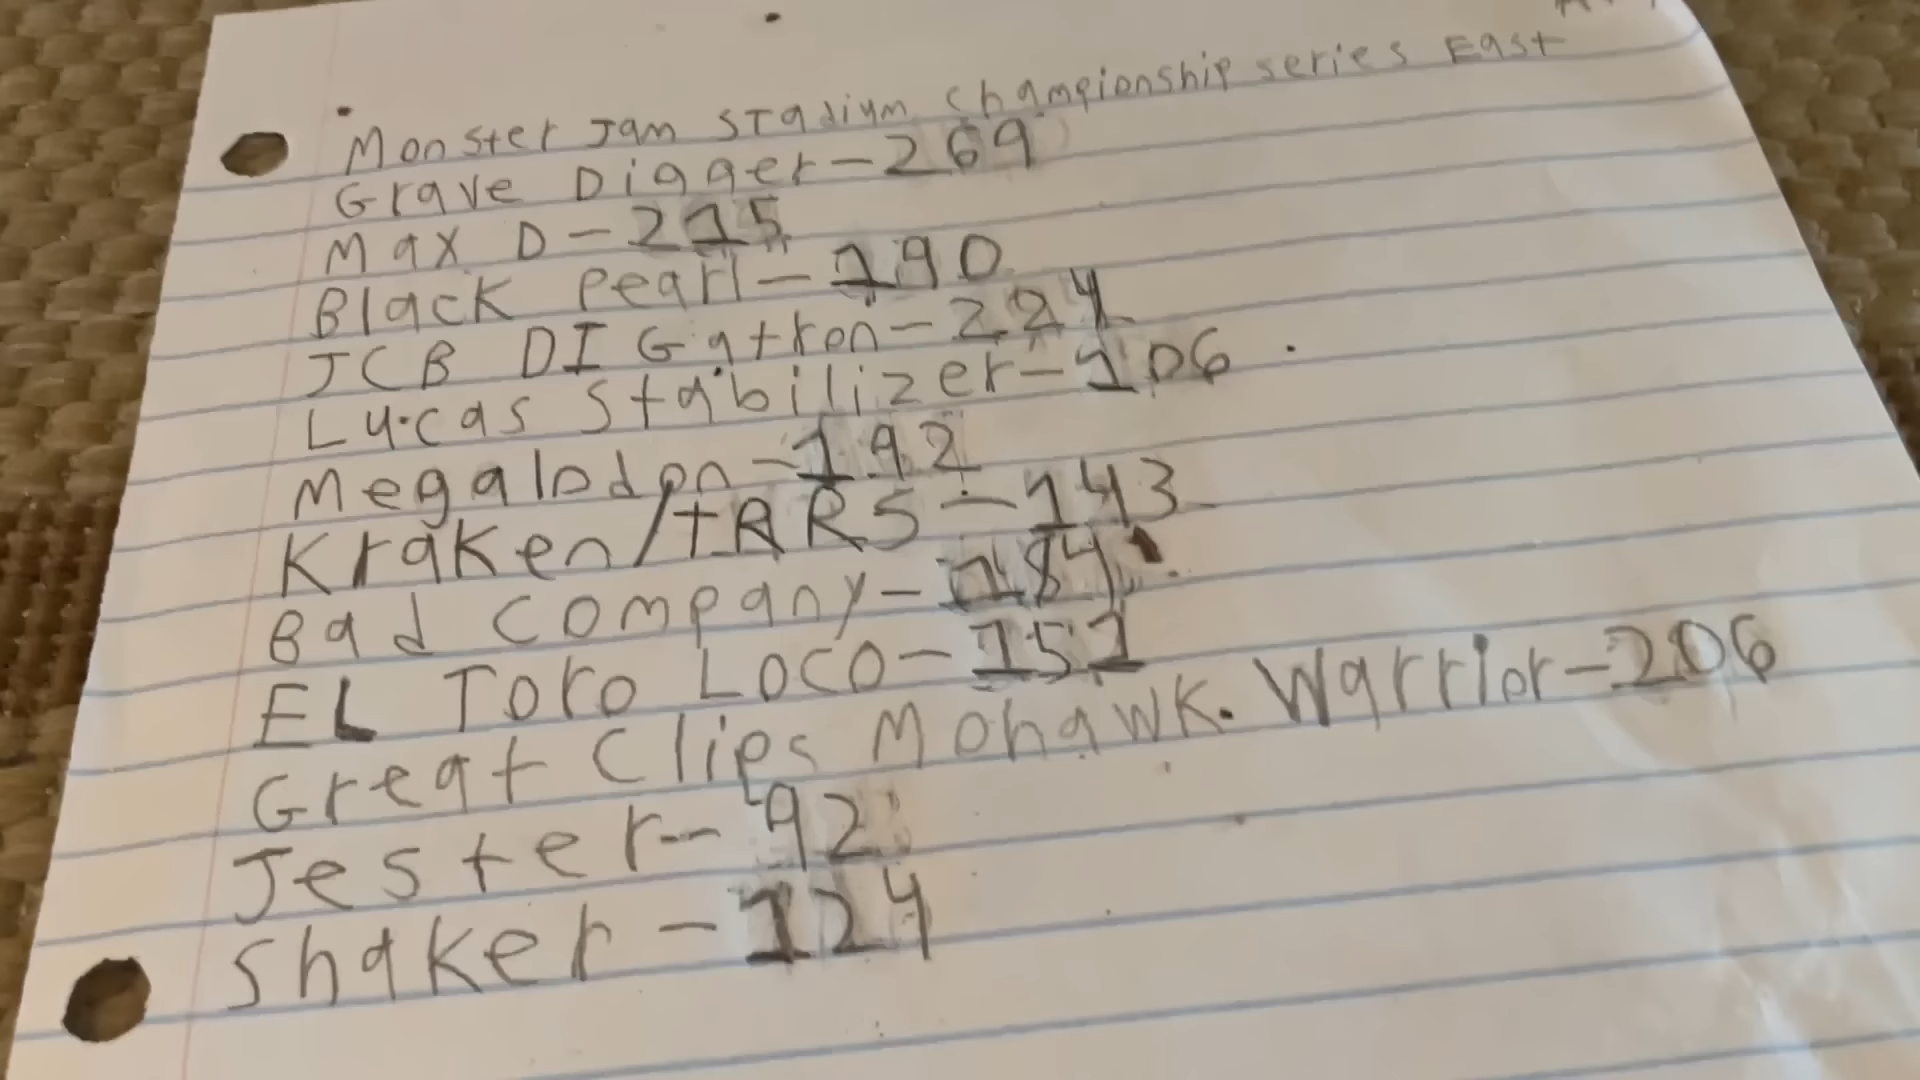 Monster Jam Stadium Championship series East
Grave Digger-269
Max D-215
Black pearl-190
JCB DIGatron-224
Lucas Stabilizer-106
Megalodon-192
Kraken/TRRS-143
Bad company-184
EL Toro Loco-151
Great Clips Mohawk Warrior-206
Jester-92
Shaker-124